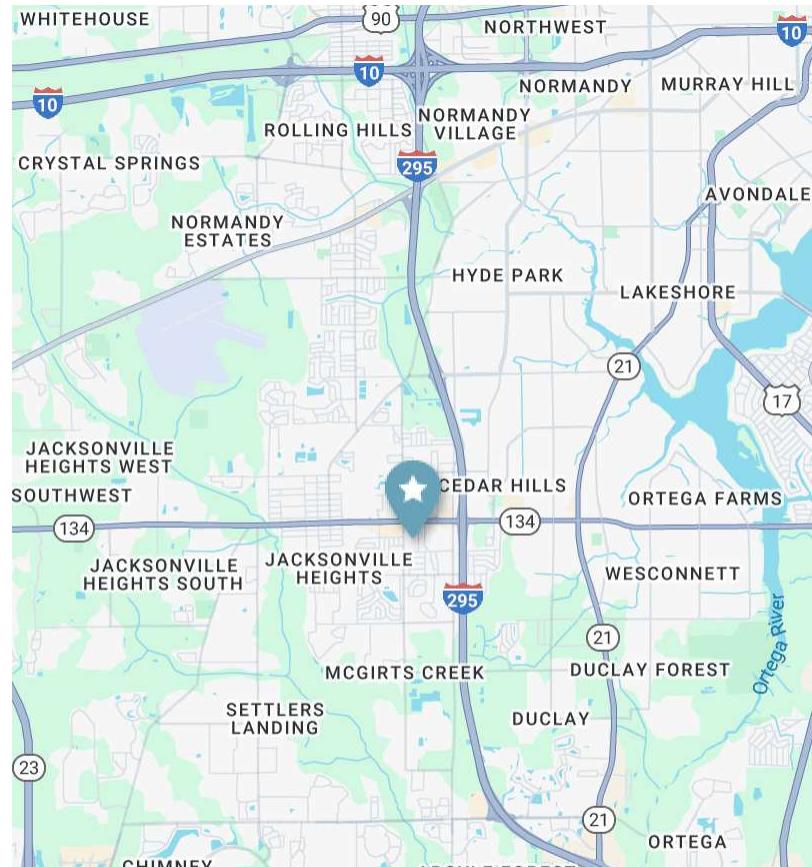 WHITEHOUSE
90
NORTHWEST
10
10
10
NORMANDY
MURRAY HILL
NORMANDY
VILLAGE
ROLLING HILLS
CRYSTAL SPRINGS
295
AVONDALE
NORMANDY
ESTATES
HYDE PARK
LAKESHORE
21
17
JACKSONVILLE
HEIGHTS WEST
SOUTHWEST
CEDAR HILLS
ORTEGA FARMS
134
134
JACKSONVILLE
HEIGHTS SOUTH
JACKSONVILLE
HEIGHTS
WESCONNETT
295
21
Ortega River
MCGIRTS CREEK
DUCLAY FOREST
SETTLERS
LANDING
DUCLAY
23
21
ORTEGA
CHIMNEY